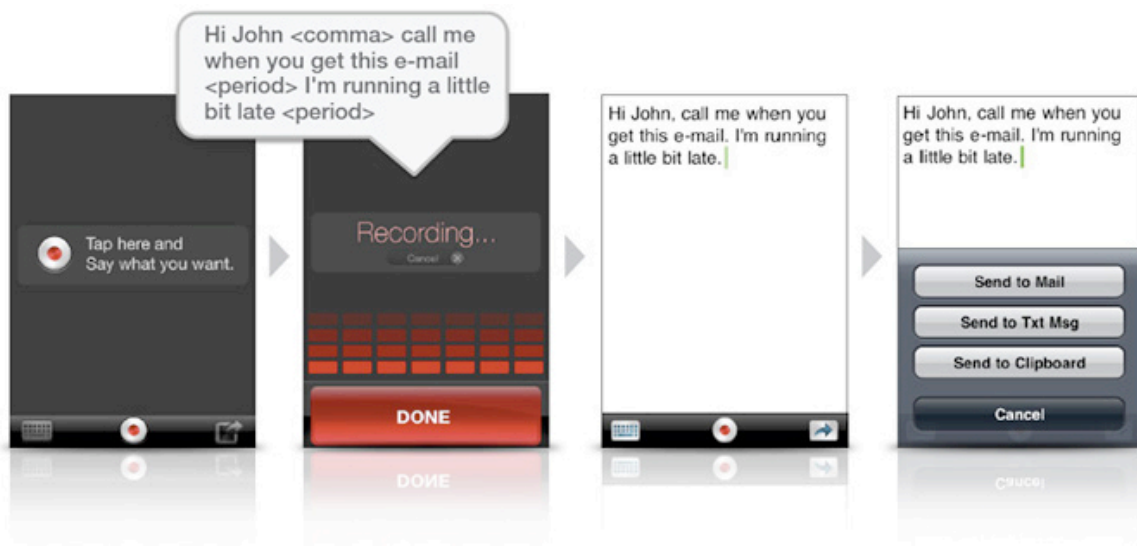 Hi John <comma> call me
when you get this e-mail
<period> I'm running a little
bit late <period>
Tap here and
Say what you want.
Recording...
Cancel
DONE
Hi John, call me when you
get this e-mail. I'm running
a little bit late.
Hi John, call me when you
get this e-mail. I'm running
a little bit late.
Send to Mail
Send to Txt Msg
Send to Clipboard
Cancel